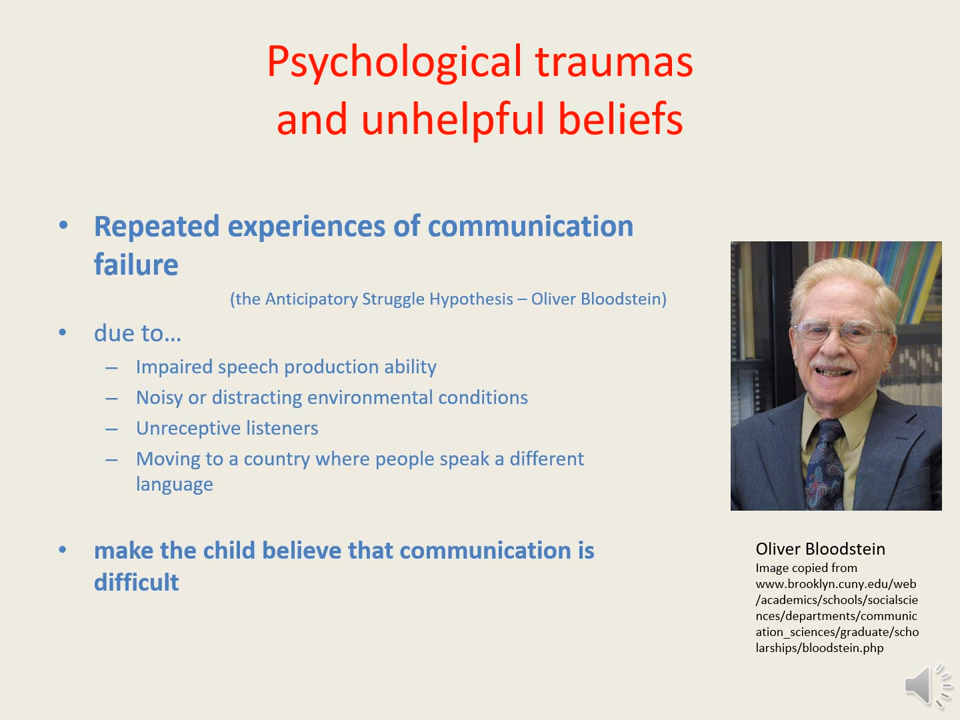 Psychological traumas
and unhelpful beliefs
• Repeated experiences of communication
failure
(the Anticipatory Struggle Hypothesis – Oliver Bloodstein)
• due to…
– Impaired speech production ability
– Noisy or distracting environmental conditions
– Unreceptive listeners
– Moving to a country where people speak a different
language
• make the child believe that communication is
difficult
Oliver Bloodstein
Image copied from
www.brooklyn.cuny.edu/web
/academics/schools/socialscie
nces/departments/communic
ation_sciences/graduate/scho
larships/bloodstein.php